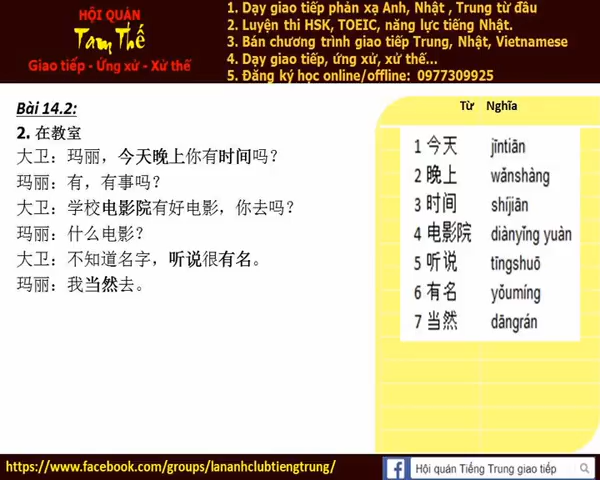 HỘI QUÁN
Tam Thế
Giao tiếp - Ứng xử - Xử thế
1. Dạy giao tiếp phản xạ Anh, Nhật , Trung từ đầu
2. Luyện thi HSK, TOEIC, năng lực tiếng Nhật.
3. Bán chương trình giao tiếp Trung, Nhật, Vietnamese
4. Dạy giao tiếp, ứng xử, xử thế...
5. Đăng ký học online/offline: 0977309925
Bài 14.2:
2. 在教室
大卫：玛丽，今天晚上你有时间吗？
玛丽：有，有事吗？
大卫：学校电影院有好电影，你去吗？
玛丽：什么电影？
大卫：不知道名字，听说很有名。
玛丽：我当然去。
Từ Nghĩa
1 今天 jīntiān
2 晚上 wǎnshàng
3 时间 shíjiān
4 电影院 diànyǐng yuàn
5 听说 tīngshuō
6 有名 yǒumíng
7 当然 dāngrán
https://www.facebook.com/groups/lananhclubtiengtrung/
f Hội quán Tiếng Trung giao tiếp